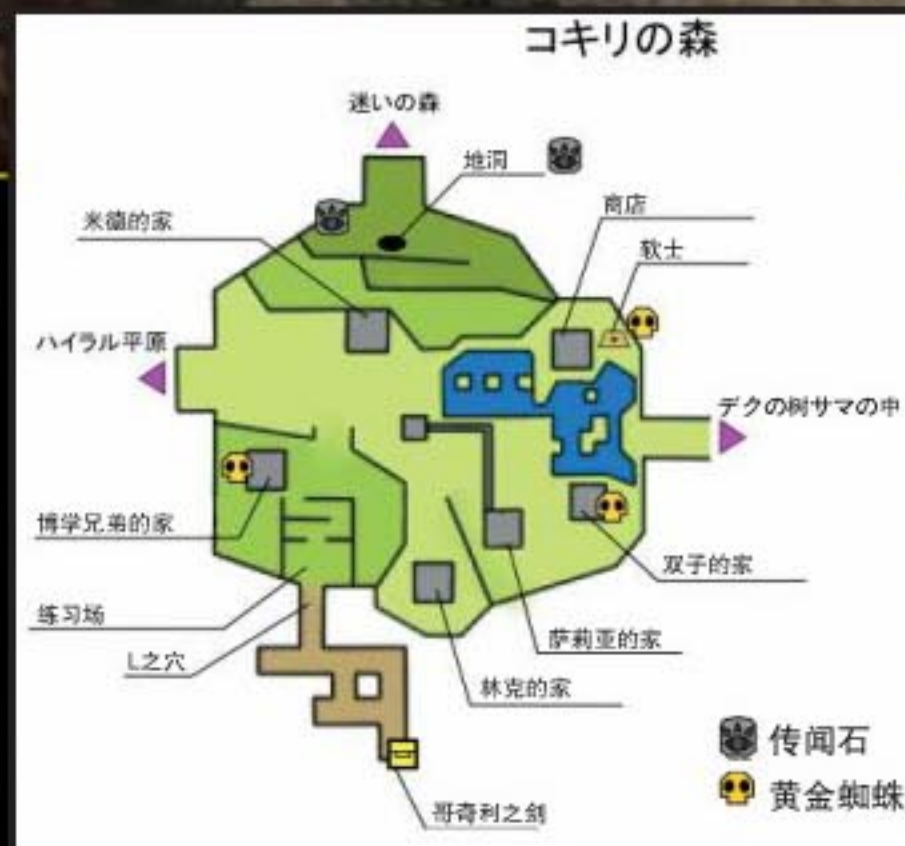 コキリの森
迷いの森
地洞
米德的家
商店
软士
ハイラル平原
デクの樹サマの中
博学兄弟的家
双子的家
练习场
萨莉亚的家
L之穴
林克的家
传闻石
黄金蜘蛛
哥奇利之剑